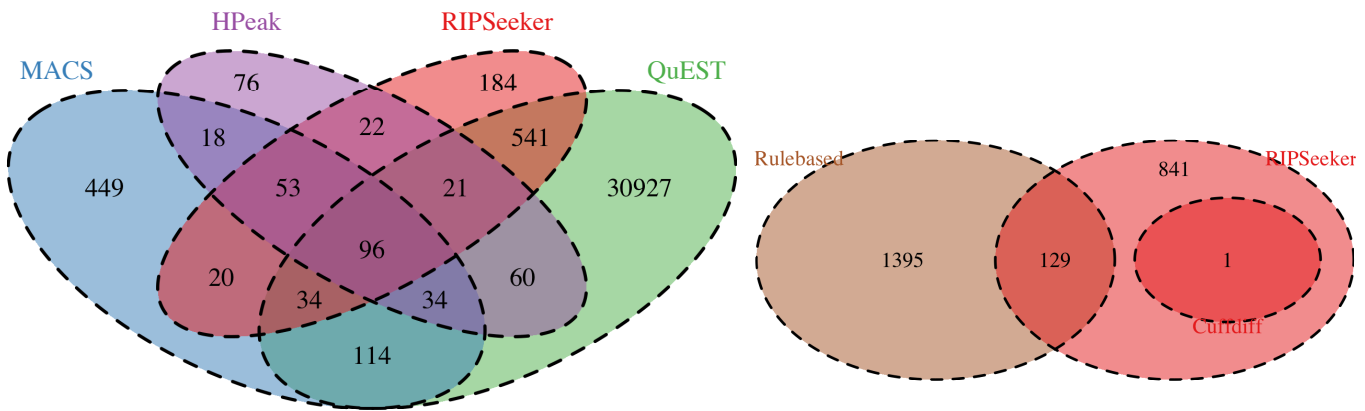 HPeak RIPSeeker
MACS QuEST
76 184
18 22 541
449 53 21 30927
96
20 34 34 60
114
Rulebased RIPSeeker
841
1395 129 1
Cuffdiff